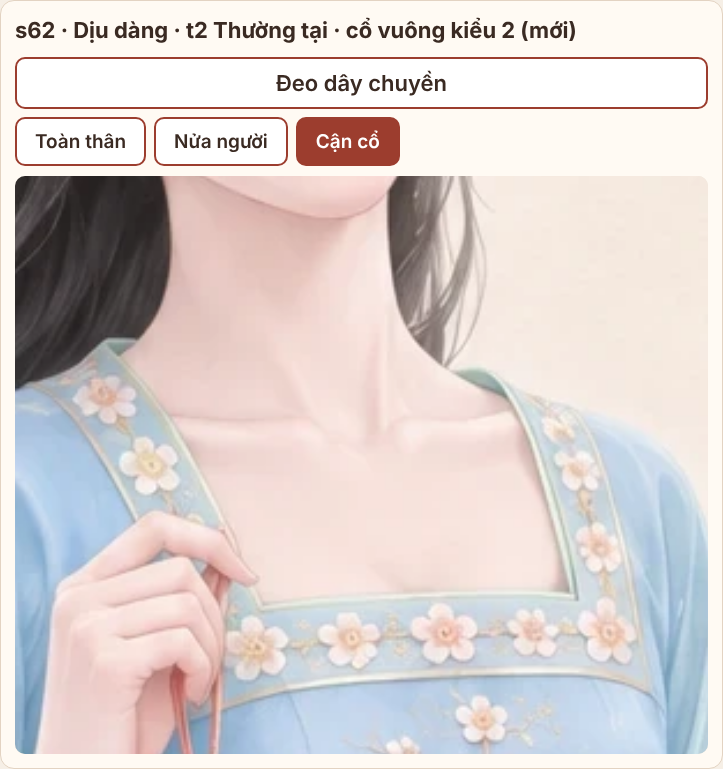 s62 · Dịu dàng · t2 Thường tại · cổ vuông kiểu 2 (mới)
Đeo dây chuyền
Toàn thân Nửa người Cận cổ